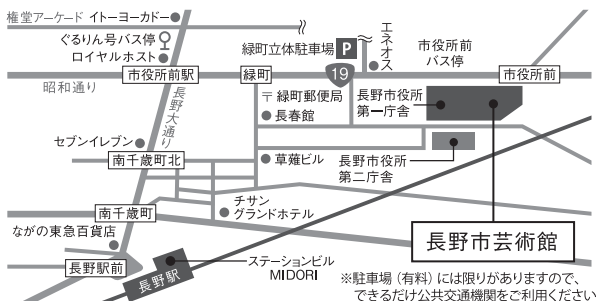 権堂アーケード
イトーヨーカドー
ぐるりん号バス停
ロイヤルホスト
緑町立体駐車場
P
エネオス
市役所前
バス停
19
市役所前駅
緑町
市役所前
昭和通り
長野大通り
〒緑町郵便局
長春館
長野市役所
第一庁舎
セブンイレブン
南千歳町北
草薙ビル
長野市役所
第二庁舎
南千歳町
チサン
グランドホテル
ながの東急百貨店
長野市芸術館
長野駅前
長野駅
ステーションビル
MIDORI
※駐車場(有料)には限りがありますので、
できるだけ公共交通機関をご利用ください